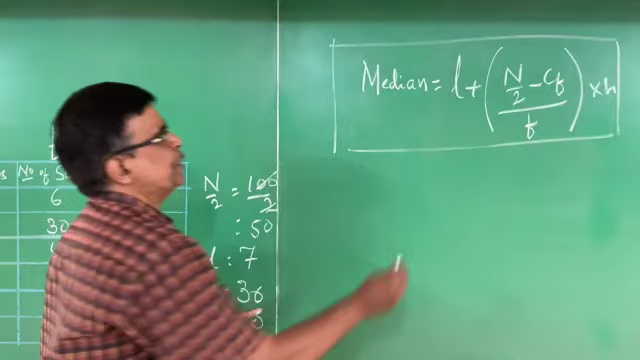 Median = l + ( N/2 - Cf / f ) × h
No of S
6
30
N/2 = 100/2
: 50
l : 7
36